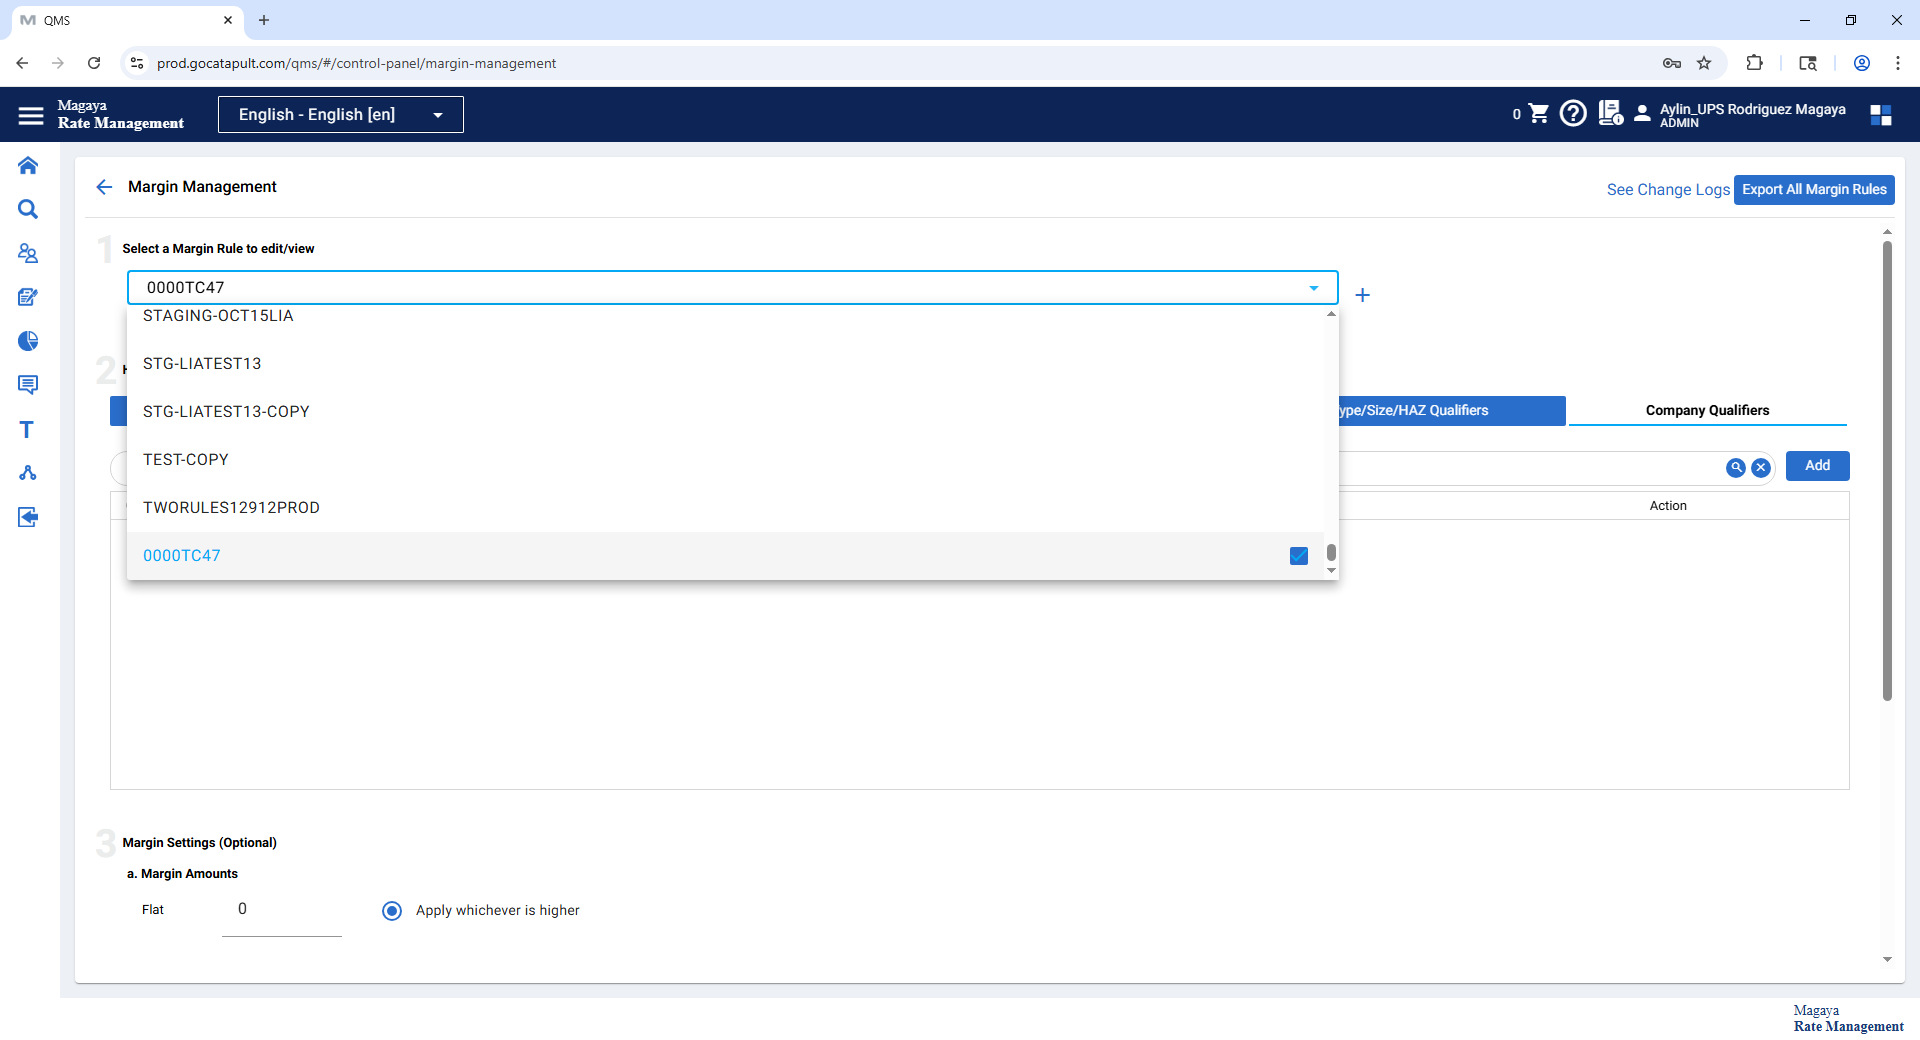 QMS
prod.gocatapult.com/qms/#/control-panel/margin-management
Magaya
Rate Management
English - English [en]
0
Aylin_UPS Rodriguez Magaya
ADMIN
Margin Management
See Change Logs
Export All Margin Rules
1
Select a Margin Rule to edit/view
0000TC47
STAGING-OCT15LIA
STG-LIATEST13
STG-LIATEST13-COPY
TEST-COPY
TWORULES12912PROD
0000TC47
2
ype/Size/HAZ Qualifiers
Company Qualifiers
Add
Action
3
Margin Settings (Optional)
a. Margin Amounts
Flat
0
Apply whichever is higher
Magaya
Rate Management